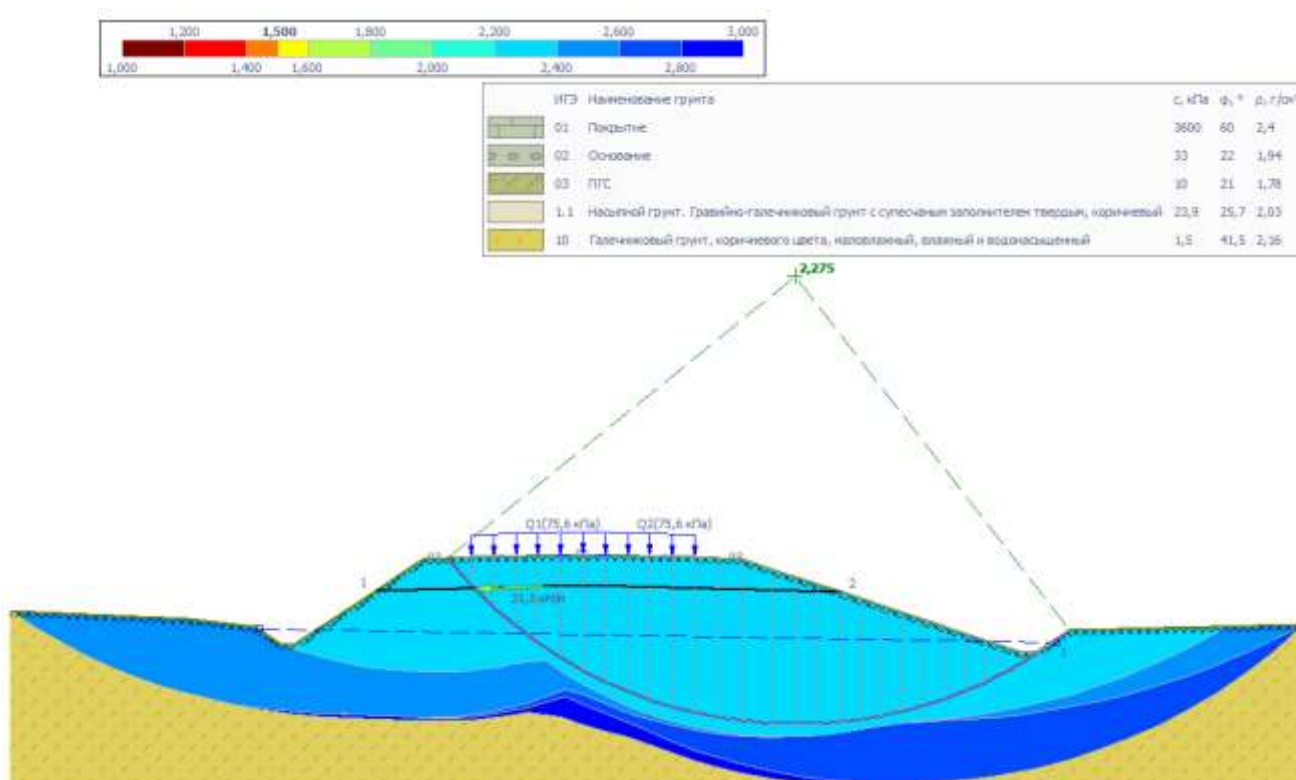 1,200 1,500 1,800 2,200 2,600 3,000
1,000 1,400 1,600 2,000 2,400 2,800
ИГЭ Наименование грунта c, кПа φ, ° ρ, г/см³
01 Покрытие 3600 60 2,4
02 Основание 33 22 1,94
03 ПГС 10 21 1,78
1.1 Насыпной грунт. Гравийно-галечниковый грунт с супесчаным заполнителем твердым, коричневый 23,9 25,7 2,03
10 Галечниковый грунт, коричневого цвета, маловлажный, влажный и водонасыщенный 1,5 41,5 2,16
2,275
Q1(75,6 кПа) Q2(75,6 кПа)
1 2